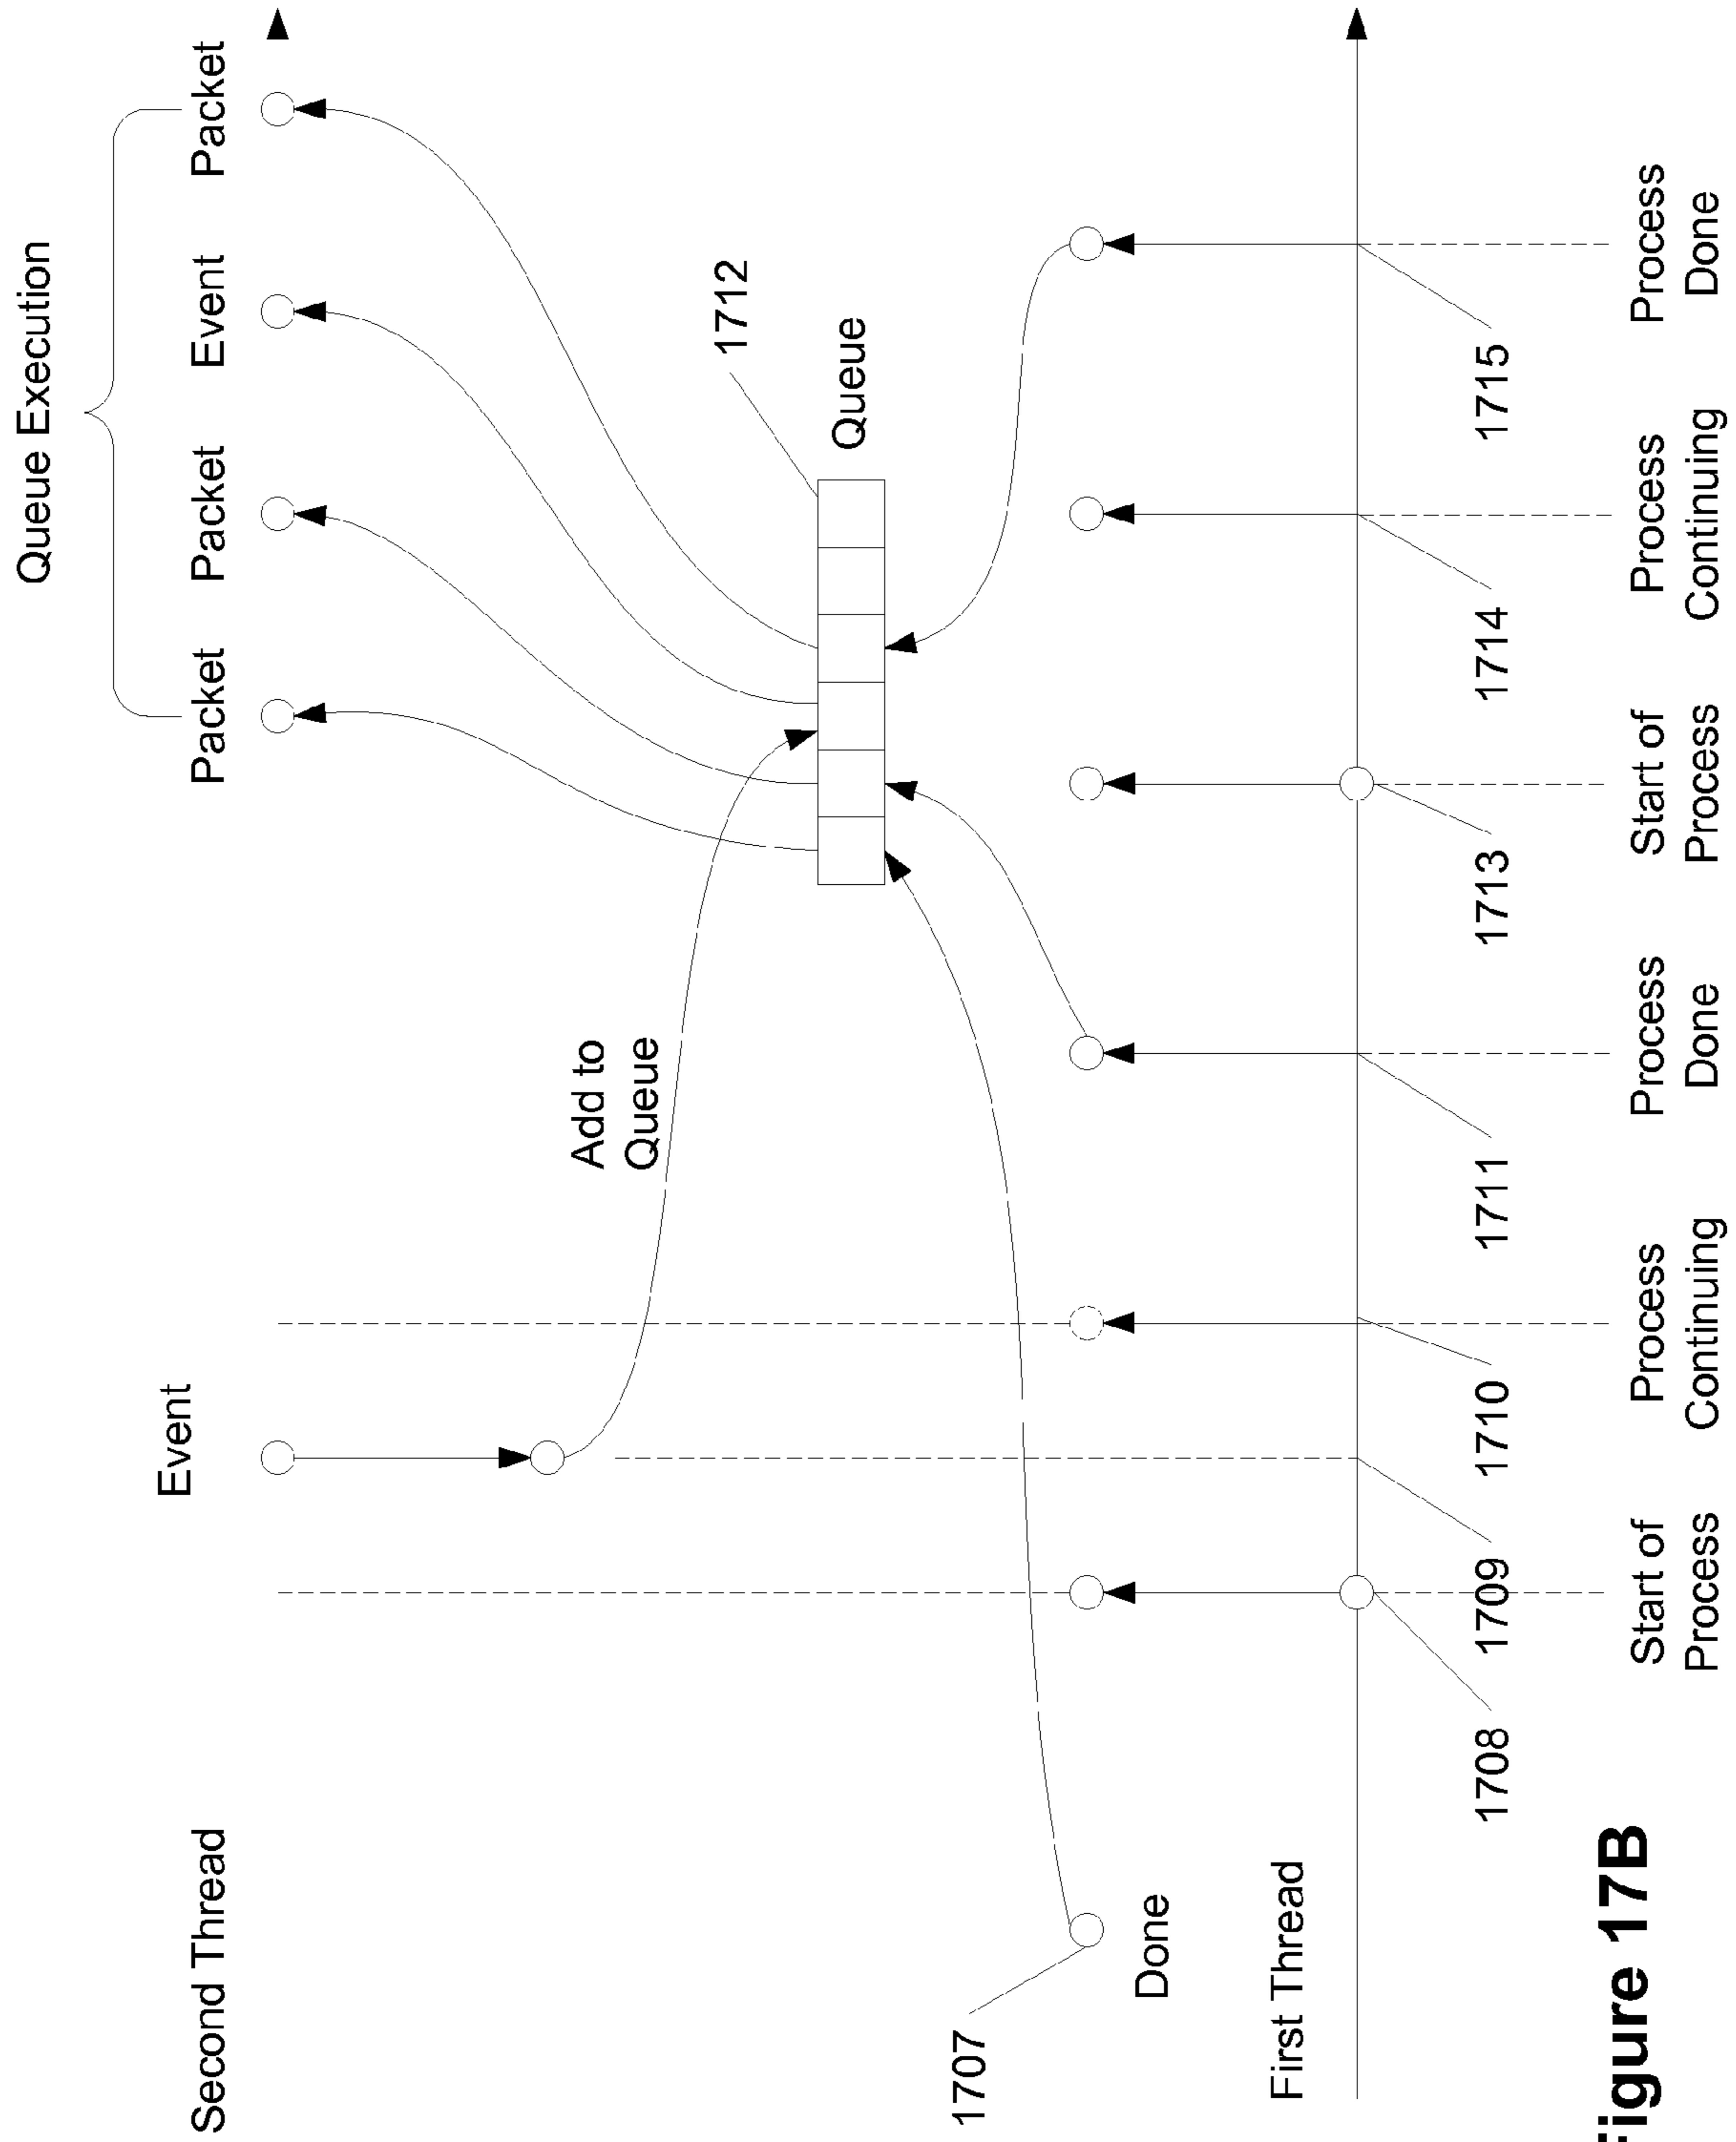 Queue Execution
Second Thread
Event
Packet
Packet
Event
Packet
Add to
Queue
1712
Queue
1707
Done
First Thread
1708
1709
1710
1711
1713
1714
1715
Start of
Process
Process
Continuing
Process
Done
Start of
Process
Process
Continuing
Process
Done
igure 17B